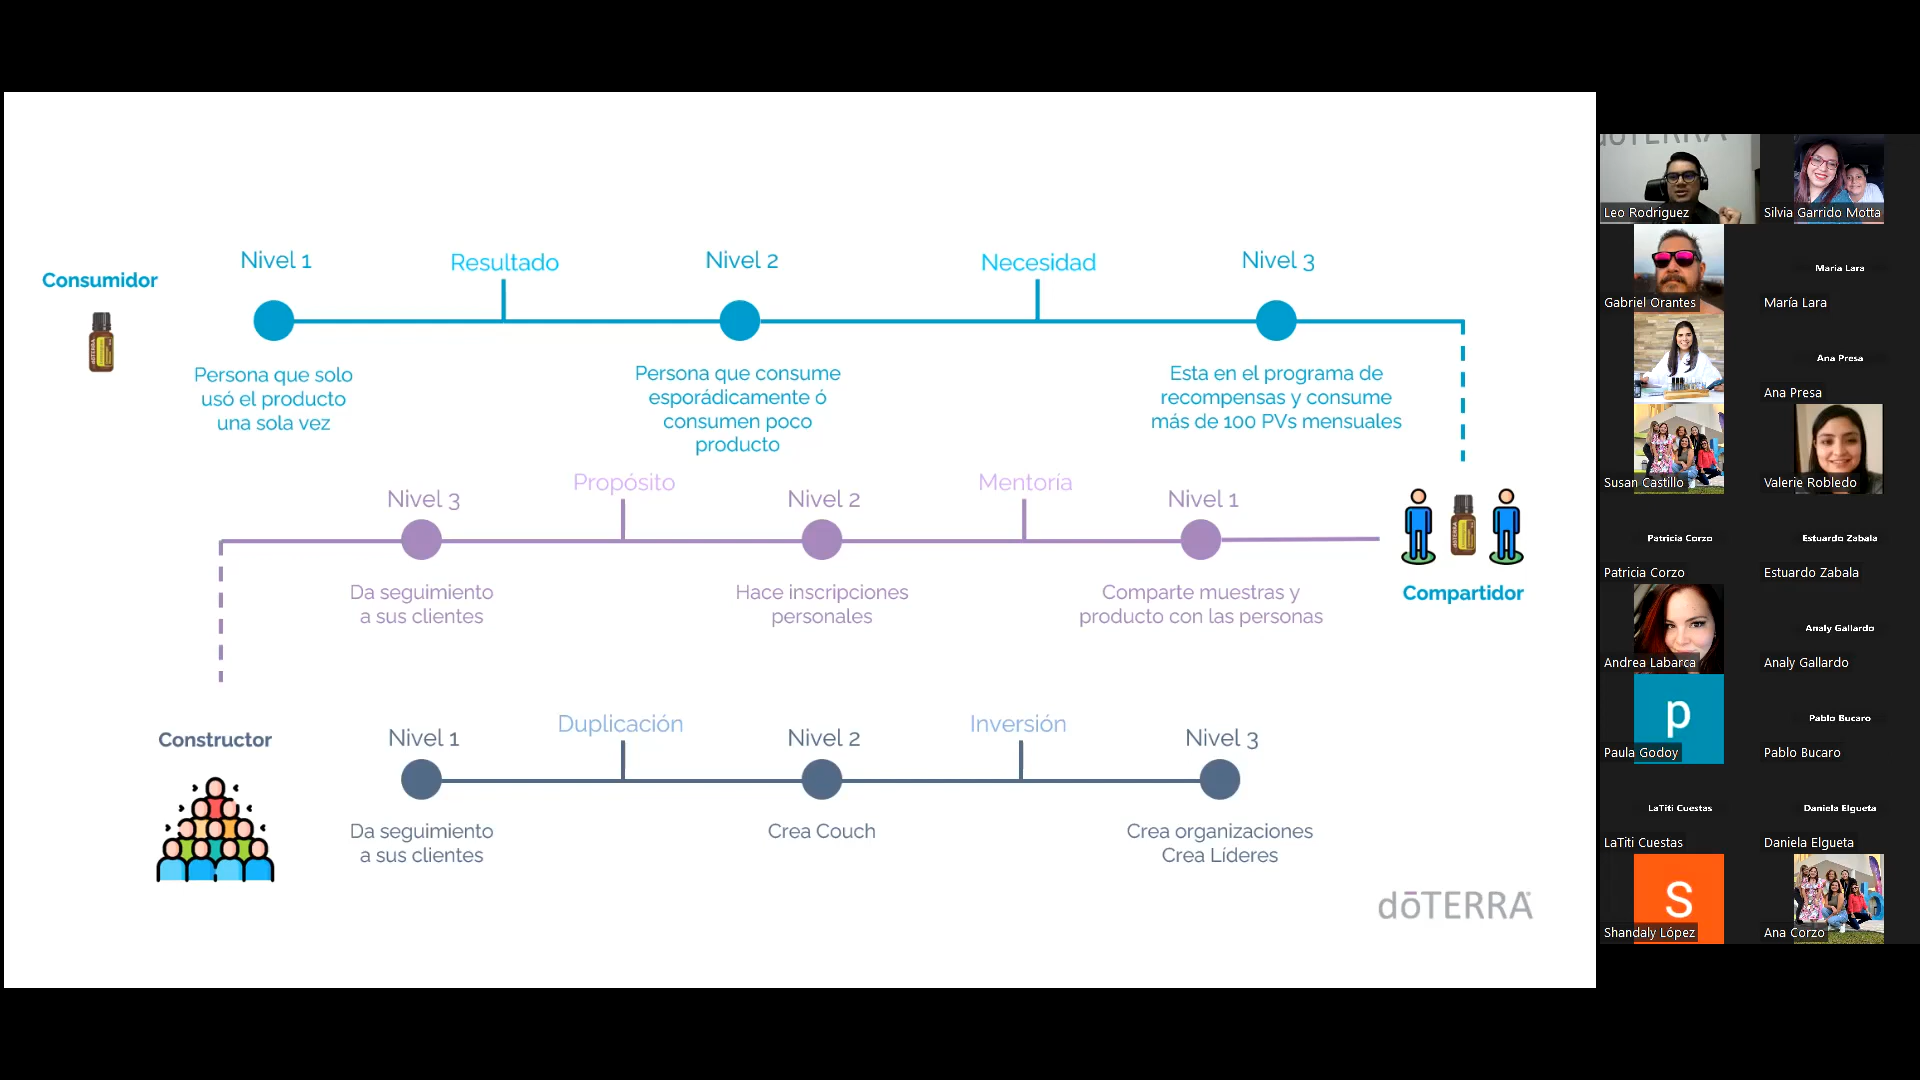 Consumidor
Nivel 1
Resultado
Nivel 2
Necesidad
Nivel 3
Persona que solo
usó el producto
una sola vez
Persona que consume
esporádicamente ó
consumen poco
producto
Esta en el programa de
recompensas y consume
más de 100 PVs mensuales
Nivel 3
Propósito
Nivel 2
Mentoría
Nivel 1
Da seguimiento
a sus clientes
Hace inscripciones
personales
Comparte muestras y
producto con las personas
Compartidor
Constructor
Nivel 1
Duplicación
Nivel 2
Inversión
Nivel 3
Da seguimiento
a sus clientes
Crea Couch
Crea organizaciones
Crea Líderes
dōTERRA
dōTERRA
Leo Rodriguez
Silvia Garrido Motta
Gabriel Orantes
María Lara
María Lara
Ana Presa
Ana Presa
Susan Castillo
Valerie Robledo
Patricia Corzo
Patricia Corzo
Estuardo Zabala
Estuardo Zabala
Andrea Labarca
Analy Gallardo
Analy Gallardo
p
Paula Godoy
Pablo Bucaro
Pablo Bucaro
LaTiti Cuestas
LaTiti Cuestas
Daniela Elgueta
Daniela Elgueta
S
Shandaly López
Ana Corzo